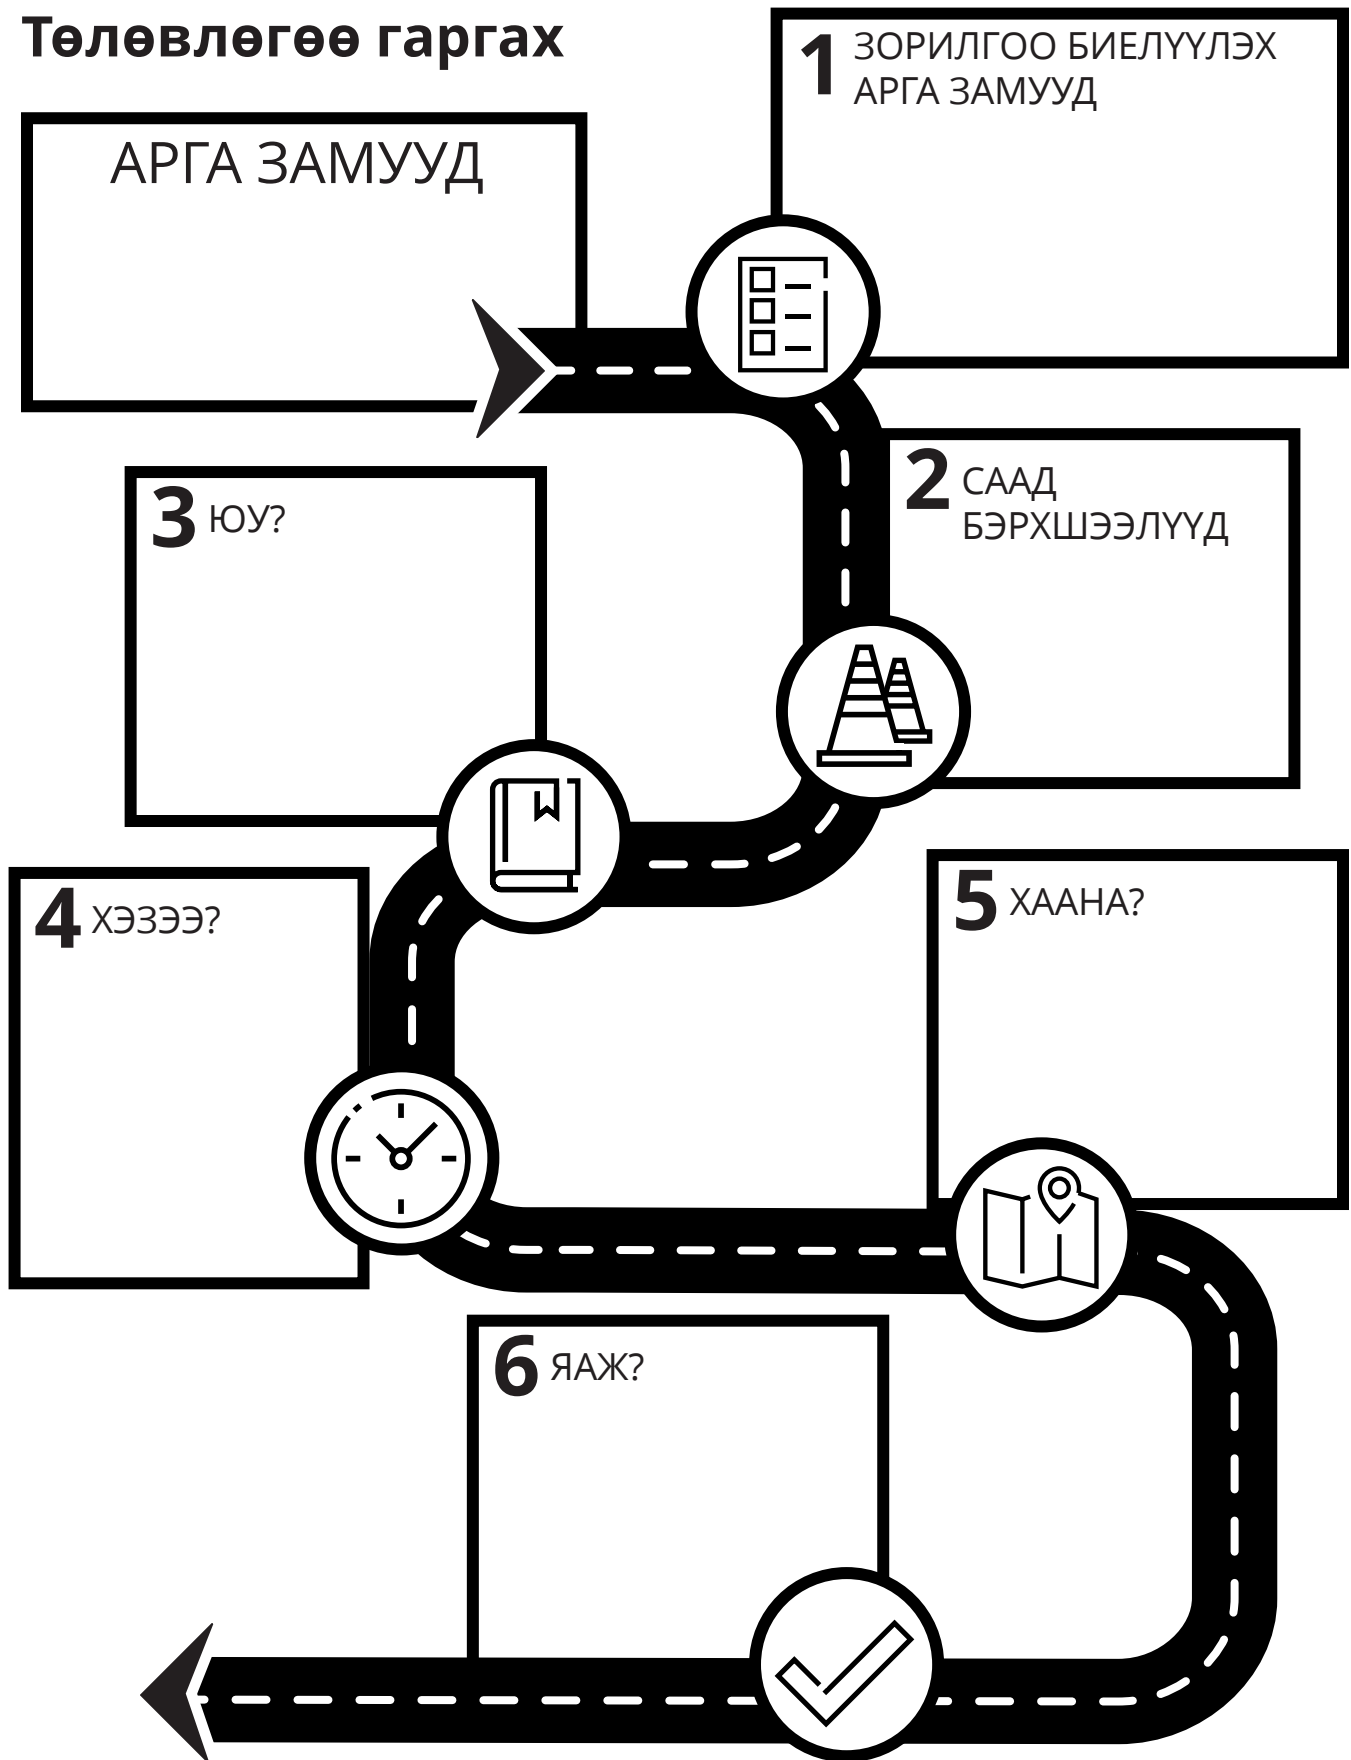 Төлөвлөгөө гаргах
АРГА ЗАМУУД
1 ЗОРИЛГОО БИЕЛҮҮЛЭХ
АРГА ЗАМУУД
2 СААД
БЭРХШЭЭЛҮҮД
3 ЮУ?
4 ХЭЗЭЭ?
5 ХААНА?
6 ЯАЖ?